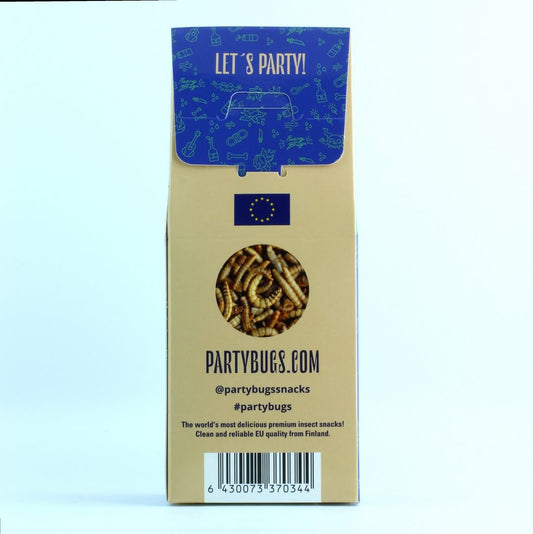 LET´S PARTY!
PARTYBUGS.COM
@partybugssnacks
#partybugs
The world's most delicious premium insect snacks!
Clean and reliable EU quality from Finland.
6 430073 370344